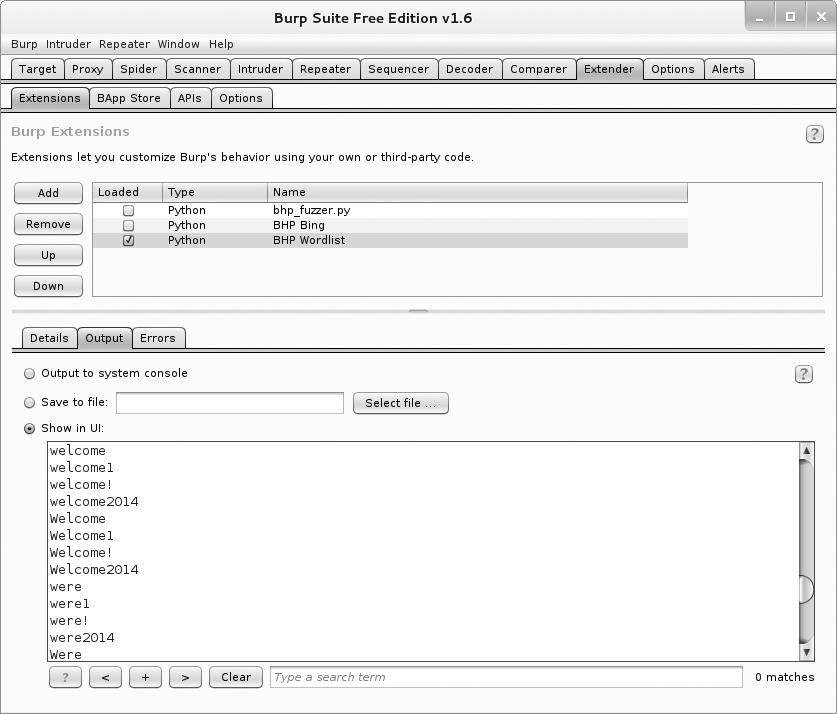 Burp Suite Free Edition v1.6
Burp Intruder Repeater Window Help
Target Proxy Spider Scanner Intruder Repeater Sequencer Decoder Comparer Extender Options Alerts
Extensions BApp Store APIs Options
Burp Extensions
?
Extensions let you customize Burp's behavior using your own or third-party code.
Add
Remove
Up
Down
Loaded Type Name
Python bhp_fuzzer.py
Python BHP Bing
Python BHP Wordlist
Details Output Errors
Output to system console
?
Save to file: Select file ...
Show in UI:
welcome
welcome1
welcome!
welcome2014
Welcome
Welcome1
Welcome!
Welcome2014
were
were1
were!
were2014
Were
? < + > Clear Type a search term 0 matches